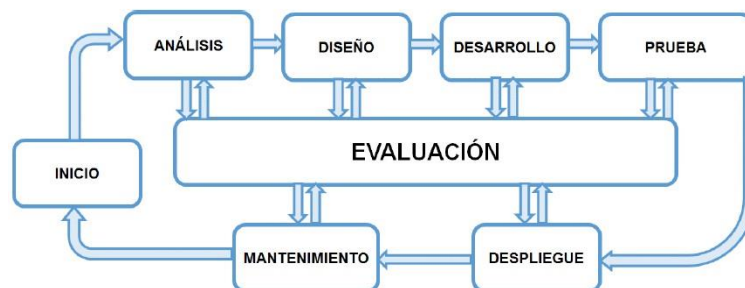 ANÁLISIS
DISEÑO
DESARROLLO
PRUEBA
EVALUACIÓN
INICIO
MANTENIMIENTO
DESPLIEGUE